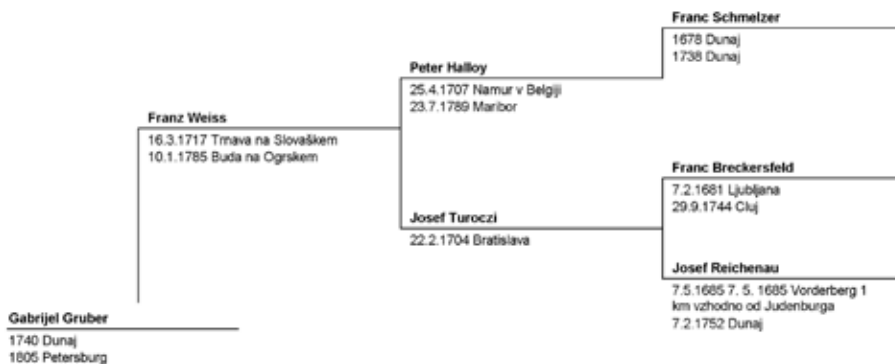 Franc Schmelzer
1678 Dunaj
1738 Dunaj
Peter Halloy
25.4.1707 Namur v Belgiji
23.7.1789 Maribor
Franz Weiss
16.3.1717 Trnava na Slovaškem
10.1.1785 Buda na Ogrskem
Franc Breckersfeld
7.2.1681 Ljubljana
29.9.1744 Cluj
Josef Turoczi
22.2.1704 Bratislava
Josef Reichenau
7.5.1685 7. 5. 1685 Vorderberg 1
km vzhodno od Judenburga
7.2.1752 Dunaj
Gabrijel Gruber
1740 Dunaj
1805 Petersburg